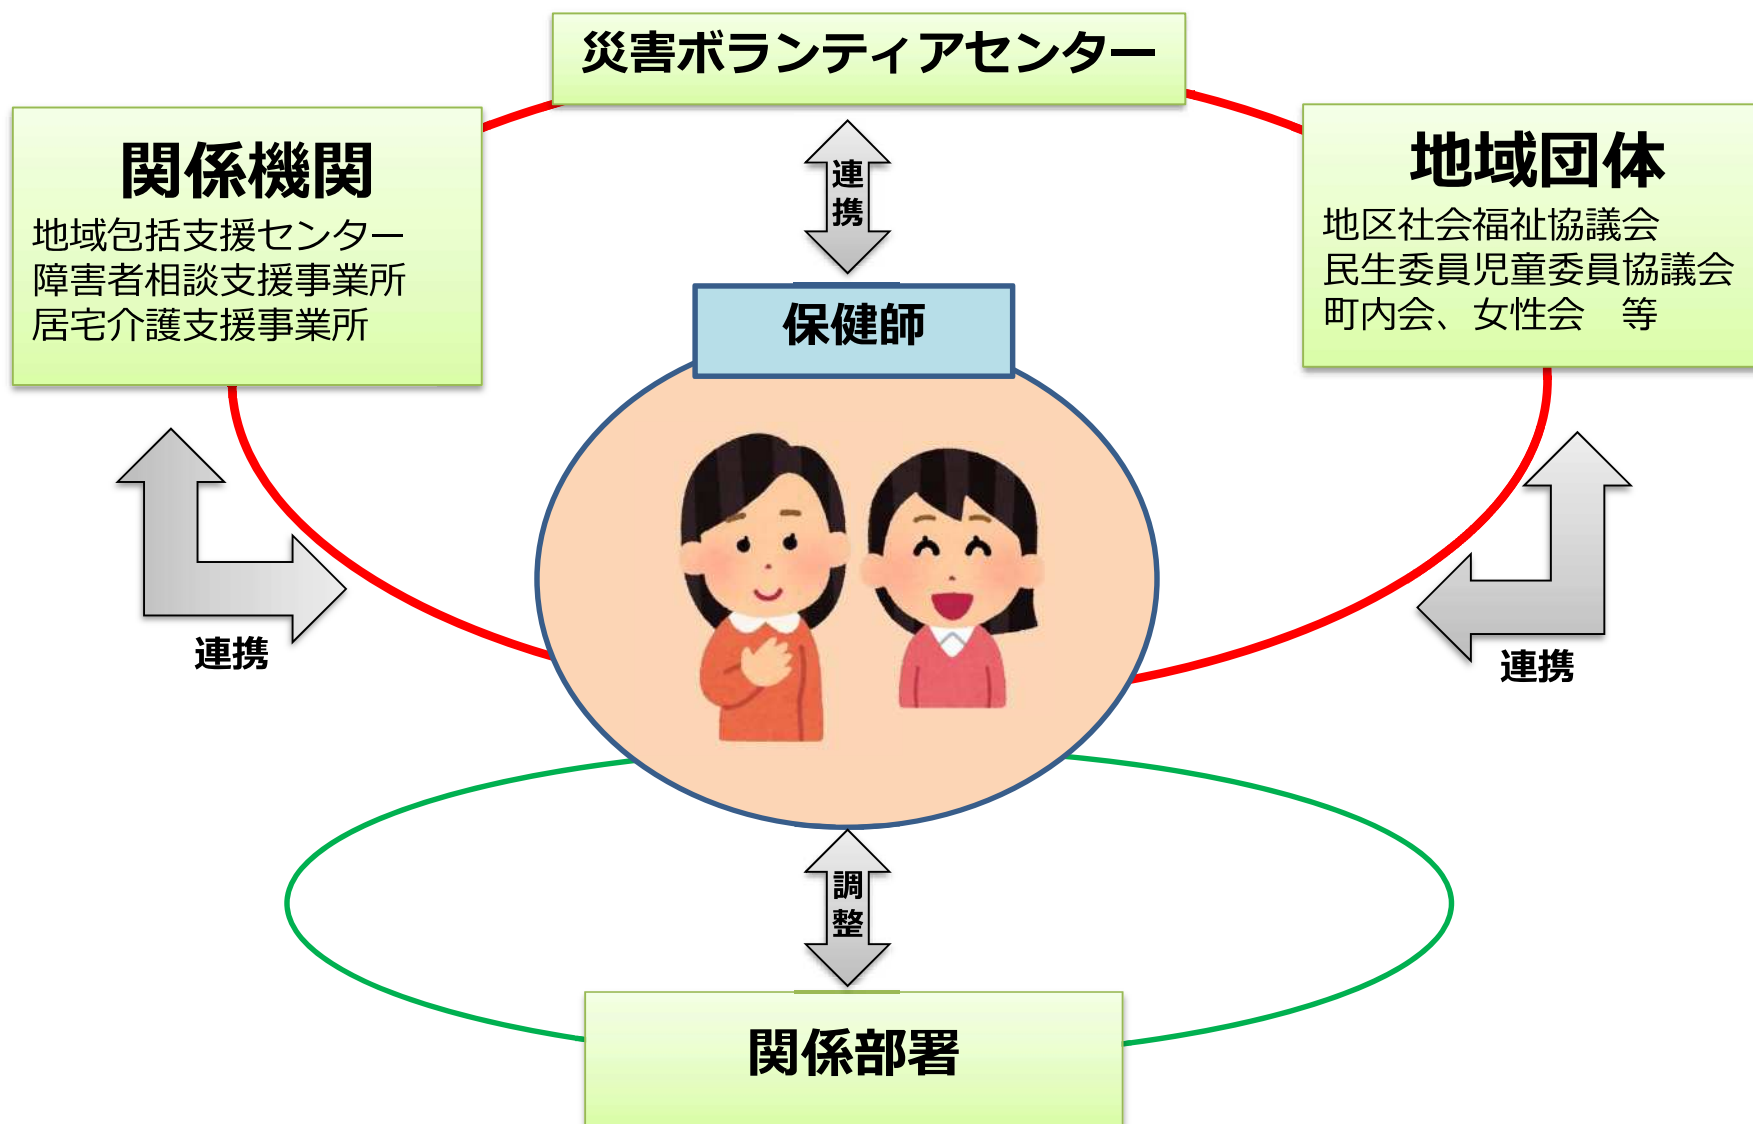 災害ボランティアセンター
関係機関
地域包括支援センター
障害者相談支援事業所
居宅介護支援事業所
地域団体
地区社会福祉協議会
民生委員児童委員協議会
町内会、女性会　等
連携
保健師
連携
連携
調整
関係部署